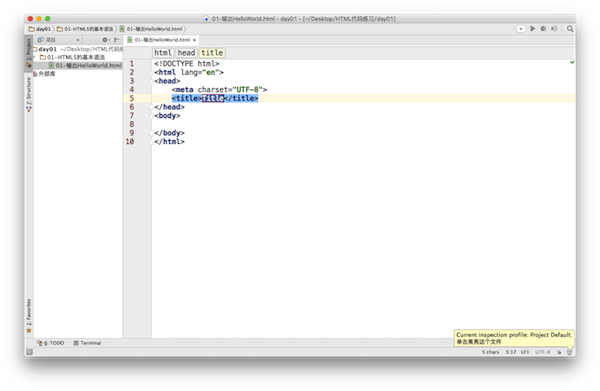 01-输出HelloWorld.html - day01 - [~/Desktop/HTML代码练习/day01]
day01 01-HTML5的基本语法 01-输出HelloWorld.html
项目
01-输出HelloWorld.html
html head title
1: Project
day01 ~/Desktop/HTML代码练习/day01
01-HTML5的基本语法
01-输出HelloWorld.html
外部库
Z: Structure
2: Favorites
1 <!DOCTYPE html>
2 <html lang="en">
3 <head>
4 <meta charset="UTF-8">
5 <title>Title</title>
6 </head>
7 <body>
8
9 </body>
10 </html>
6: TODO Terminal
Current inspection profile: Project Default.
单击高亮这个文件
5 chars 5:17 LF UTF-8